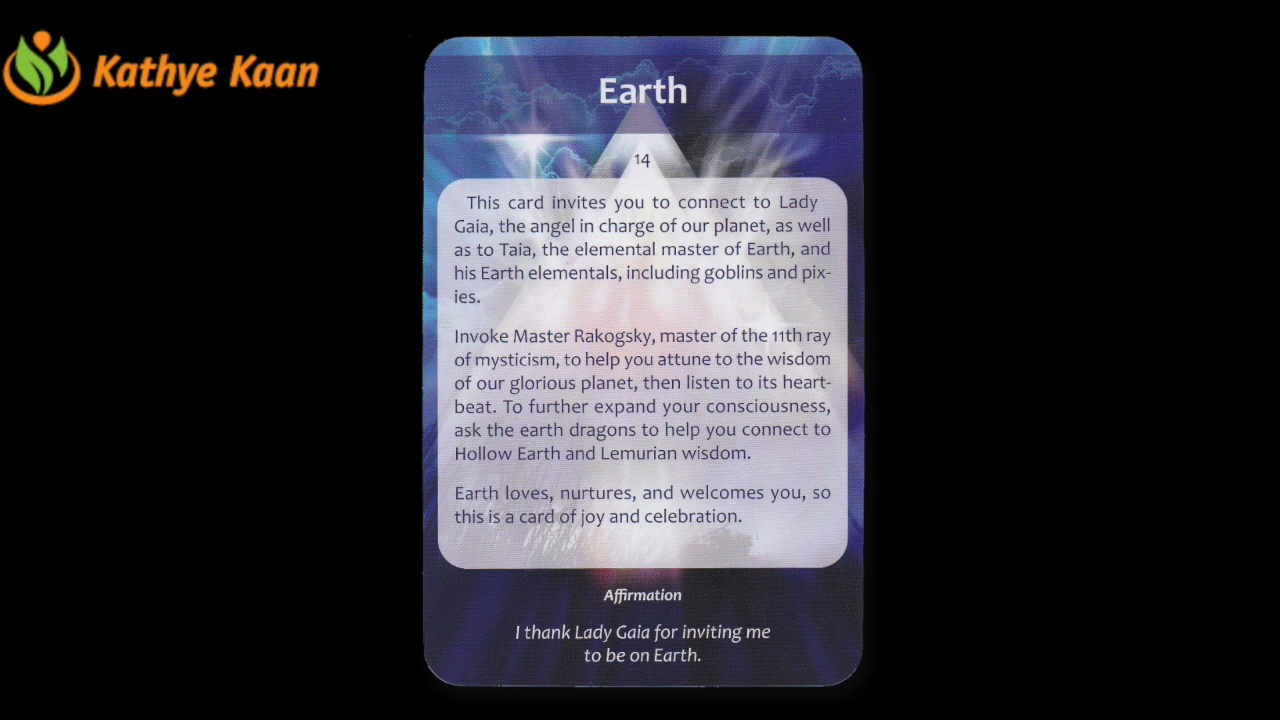 Kathye Kaan
Earth
14
This card invites you to connect to Lady
Gaia, the angel in charge of our planet, as well
as to Taia, the elemental master of Earth, and
his Earth elementals, including goblins and pix-
ies.
Invoke Master Rakogsky, master of the 11th ray
of mysticism, to help you attune to the wisdom
of our glorious planet, then listen to its heart-
beat. To further expand your consciousness,
ask the earth dragons to help you connect to
Hollow Earth and Lemurian wisdom.
Earth loves, nurtures, and welcomes you, so
this is a card of joy and celebration.
Affirmation
I thank Lady Gaia for inviting me
to be on Earth.